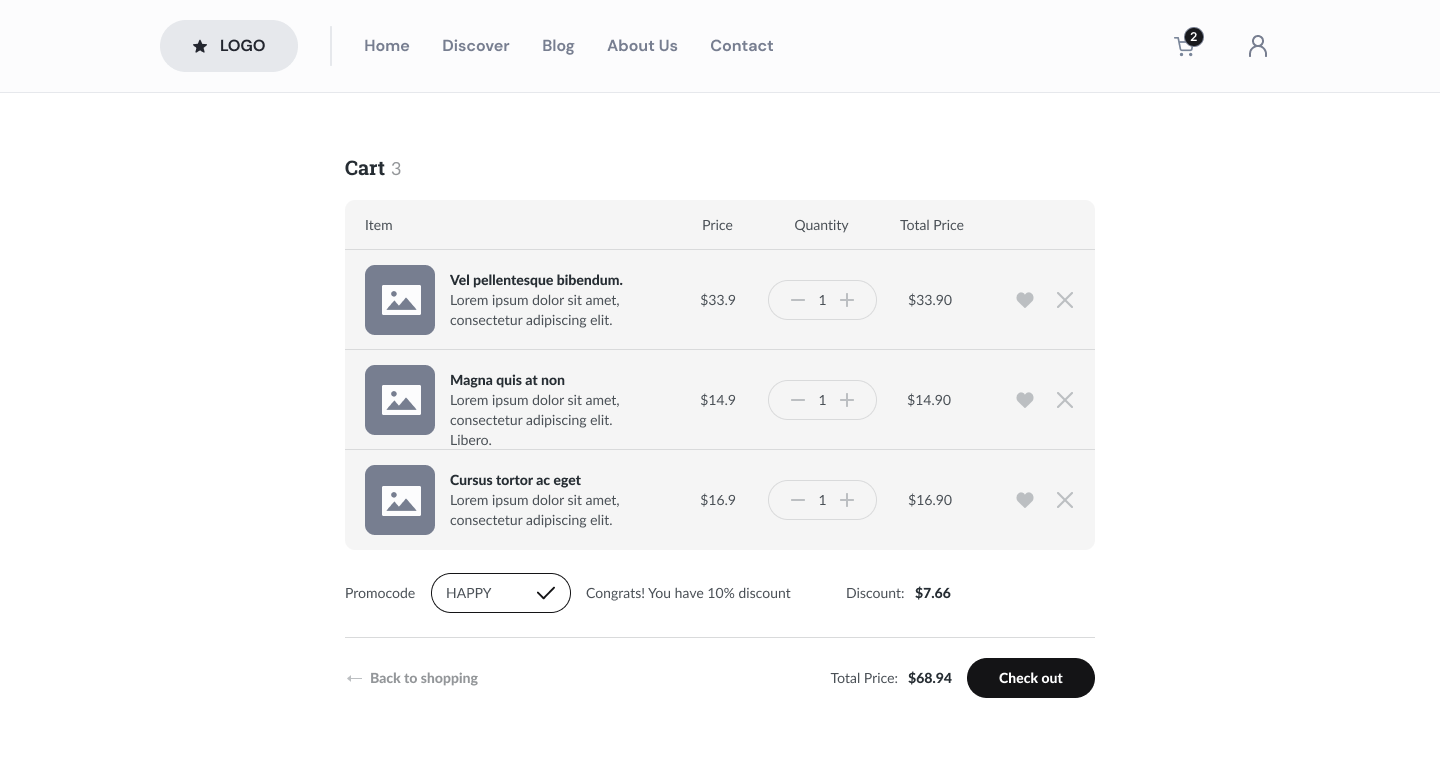 LOGO
Home Discover Blog About Us Contact
2
Cart 3
Item Price Quantity Total Price
Vel pellentesque bibendum.
Lorem ipsum dolor sit amet,
consectetur adipiscing elit.
$33.9 1 $33.90
Magna quis at non
Lorem ipsum dolor sit amet,
consectetur adipiscing elit.
Libero.
$14.9 1 $14.90
Cursus tortor ac eget
Lorem ipsum dolor sit amet,
consectetur adipiscing elit.
$16.9 1 $16.90
Promocode HAPPY Congrats! You have 10% discount Discount: $7.66
Back to shopping Total Price: $68.94 Check out